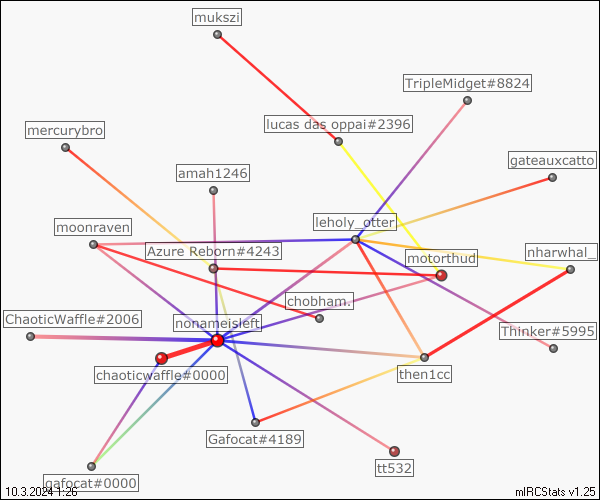 mukszi
TripleMidget#8824
lucas das oppai#2396
mercurybro
gateauxcatto
amah1246
leholy_otter
moonraven
Azure Reborn#4243
motorthud
nharwhal_
chobham.
ChaoticWaffle#2006
nonameisleft
Thinker#5995
chaoticwaffle#0000
then1cc
Gafocat#4189
tt532
gafocat#0000
10.3.2024 1:26
mIRCStats v1.25